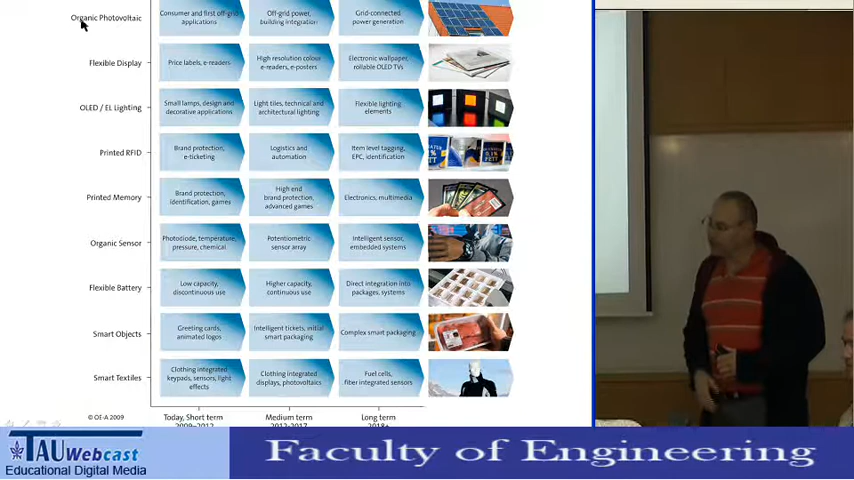 Organic Photovoltaic
Consumer and first off-grid
applications
Off-grid power,
building integration
Grid-connected
power generation
Flexible Display
Price labels, e-readers
High resolution colour
e-readers, e-posters
Electronic wallpaper,
rollable OLED TVs
OLED / EL Lighting
Small lamps, design and
decorative applications
Light tiles, technical and
architectural lighting
Flexible lighting
elements
Printed RFID
Brand protection,
e-ticketing
Logistics and
automation
Item level tagging,
EPC, identification
Printed Memory
Brand protection,
identification, games
High end
brand protection,
advanced games
Electronics, multimedia
Organic Sensor
Photodiode, temperature,
pressure, chemical
Potentiometric
sensor array
Intelligent sensor,
embedded systems
Flexible Battery
Low capacity,
discontinuous use
Higher capacity,
continuous use
Direct integration into
packages, systems
Smart Objects
Greeting cards,
animated logos
Intelligent tickets, initial
smart packaging
Complex smart packaging
Smart Textiles
Clothing integrated
keypads, sensors, light
effects
Clothing integrated
displays, photovoltaics
Fuel cells,
fiber integrated sensors
© OE-A 2009
Today, Short term
2009–2012
Medium term
2012-2017
Long term
2018+
TAUWebcast
Educational Digital Media
Faculty of Engineering